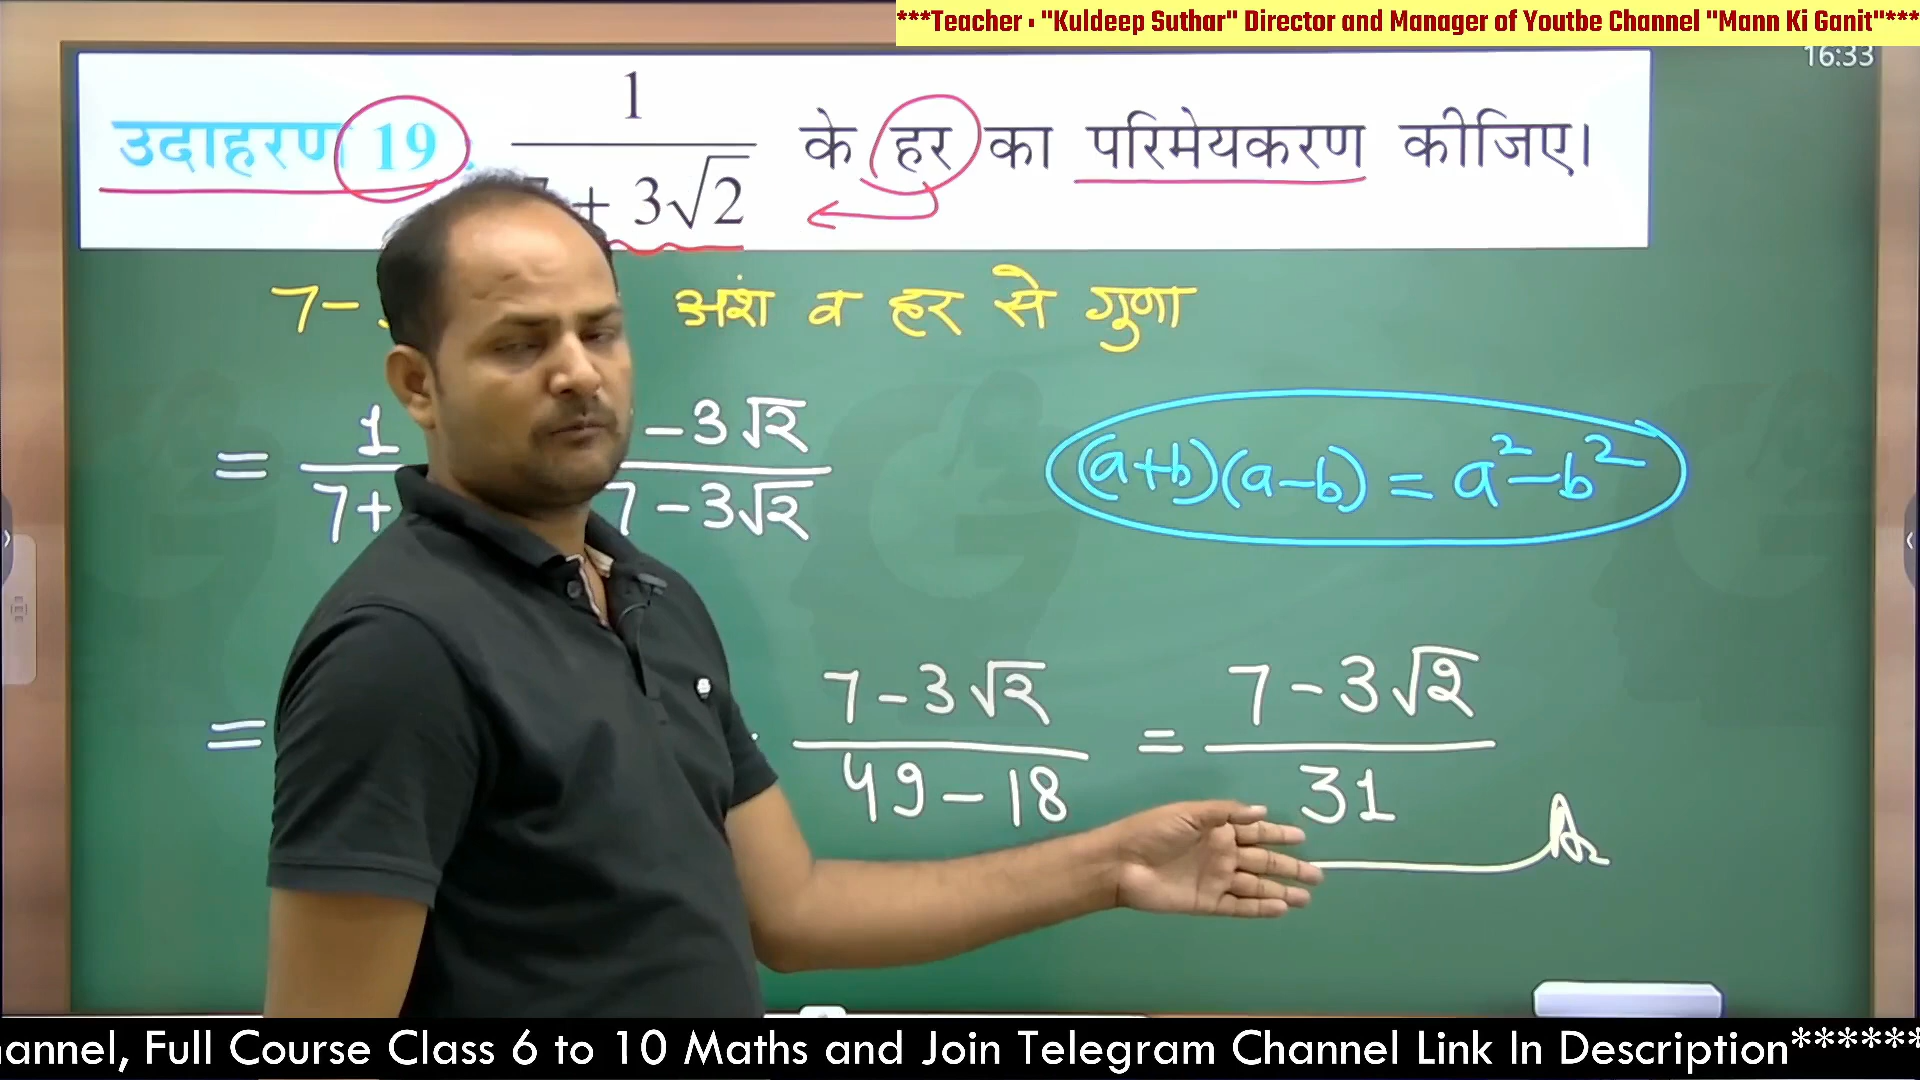 ***Teacher : "Kuldeep Suthar" Director and Manager of Youtbe Channel "Mann Ki Ganit"***
16:33
उदाहरण 19 : 1 / + 3√2 के हर का परिमेयकरण कीजिए।
7 - अंश व हर से गुणा
= 1 / 7+ - 3√2 / 7 - 3√2
(a+b)(a-b) = a² - b²
= 7 - 3√2 / 49 - 18 = 7 - 3√2 / 31
hannel, Full Course Class 6 to 10 Maths and Join Telegram Channel Link In Description******